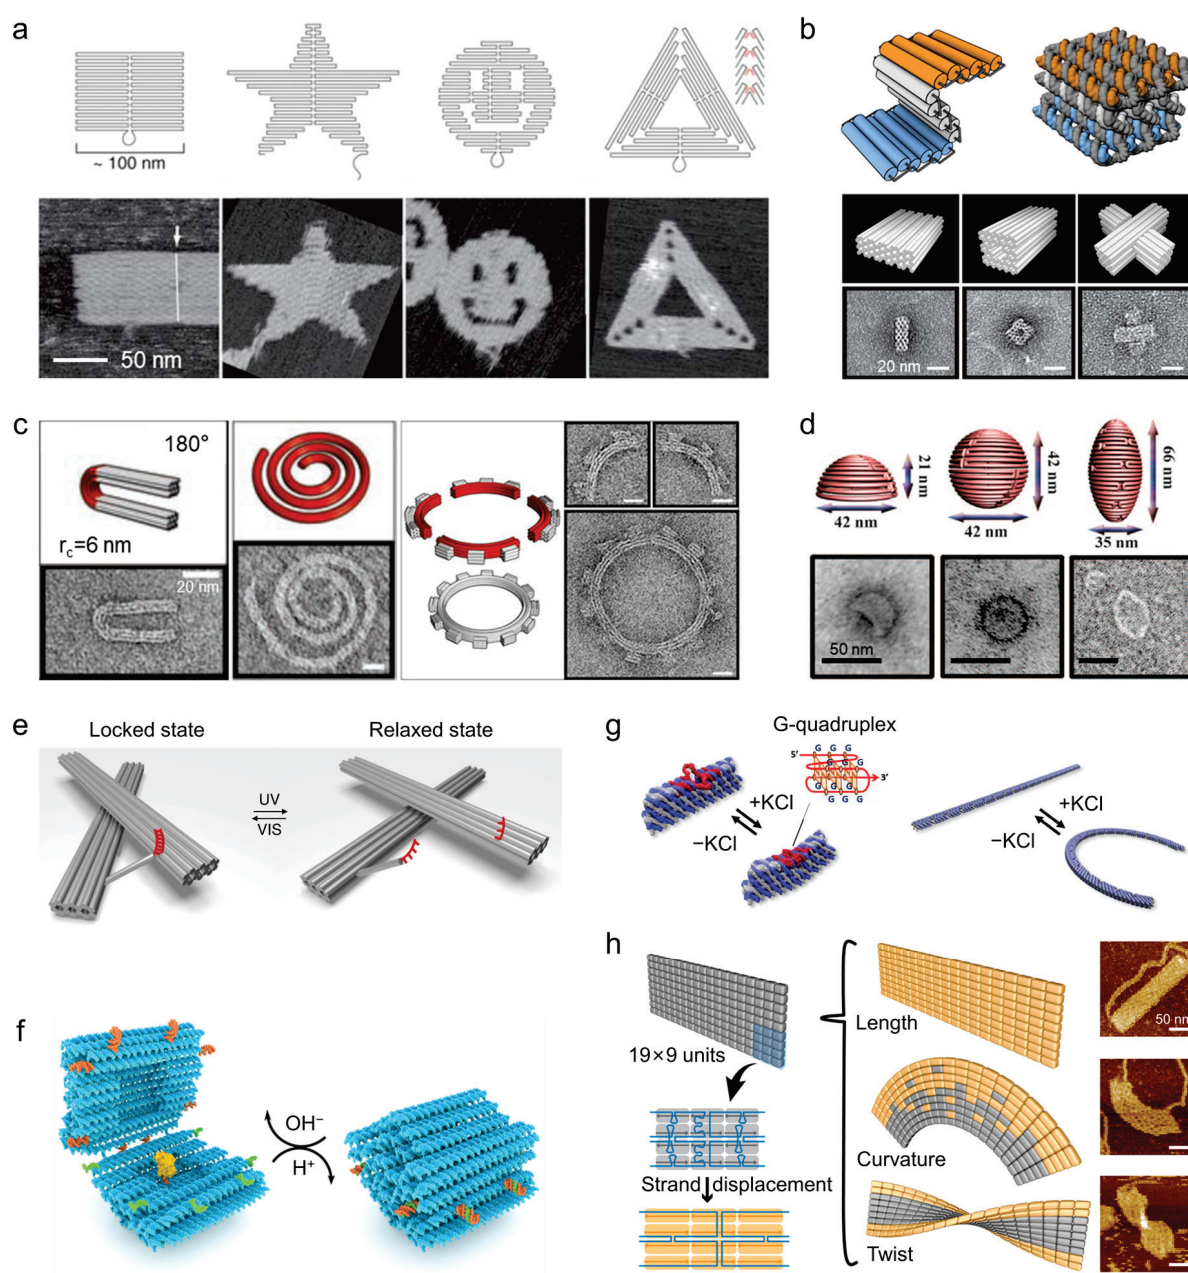 a
~ 100 nm
50 nm
b
20 nm
c
180°
rc=6 nm
20 nm
d
21 nm
42 nm
42 nm
42 nm
66 nm
35 nm
50 nm
e
Locked state
Relaxed state
UV
VIS
f
OH−
H+
g
G-quadruplex
G G G
5′
G
G
3′
G G G
+KCl
−KCl
+KCl
−KCl
h
19×9 units
Strand displacement
Length
Curvature
Twist
50 nm